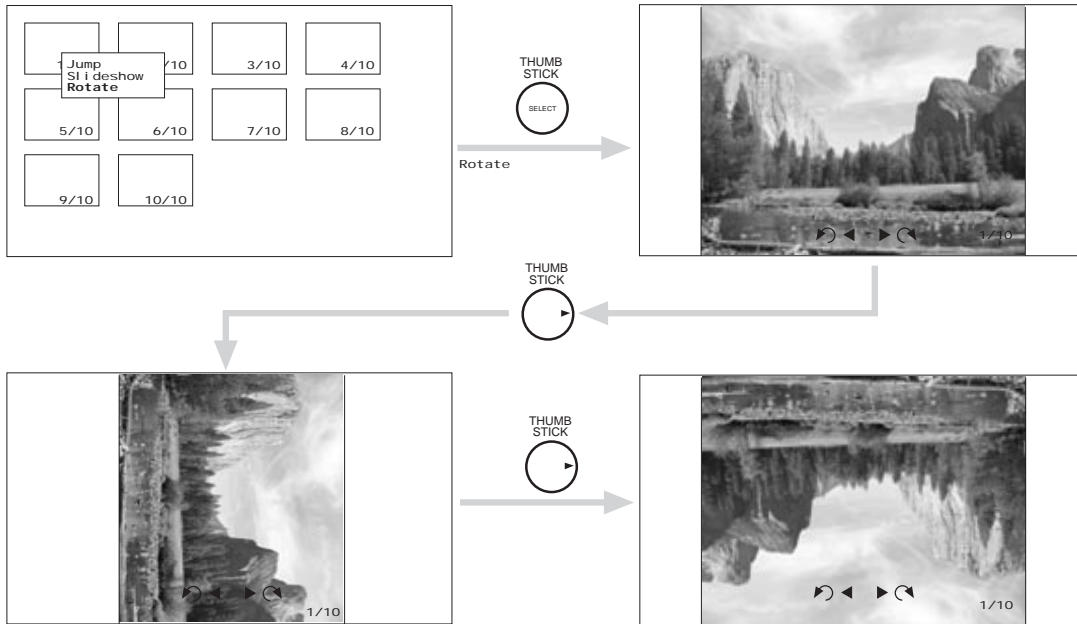 1
/10
3/10
4/10
Jump
Slideshow
Rotate
5/10
6/10
7/10
8/10
9/10
10/10
THUMB
STICK
SELECT
Rotate
1/10
THUMB
STICK
1/10
THUMB
STICK
1/10